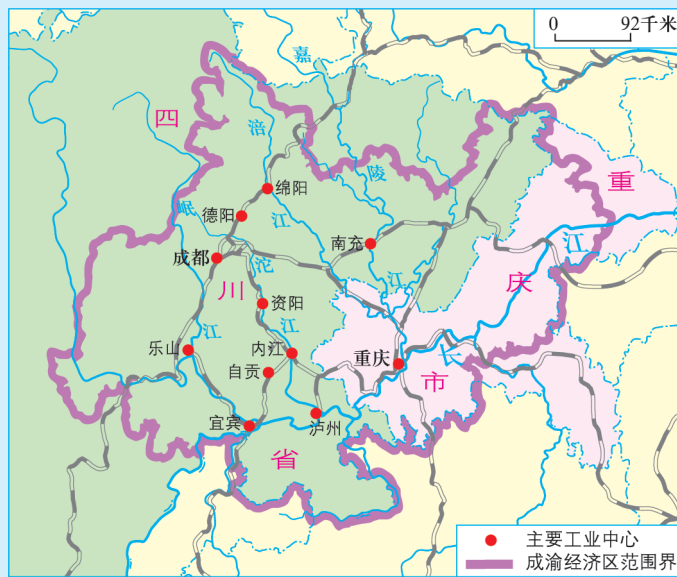 0 92千米
嘉
四
涪
陵
重
绵阳
岷
德阳
江
南充
江
成都
沱
川
江
庆
资阳
江
江
乐山
内江
重庆
长
自贡
市
宜宾
泸州
省
主要工业中心
成渝经济区范围界